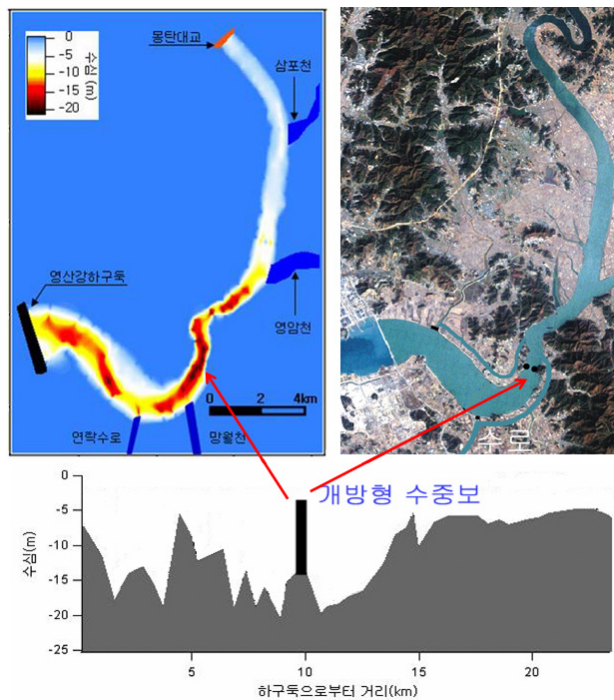 몽탄대교
수심
(m)
0
-5
-10
-15
-20
삼포천
영산강하구둑
영암천
0 2 4km
연락수로
망월천
개방형 수중보
수심(m)
0
-5
-10
-15
-20
-25
5 10 15 20
하구둑으로부터 거리(km)